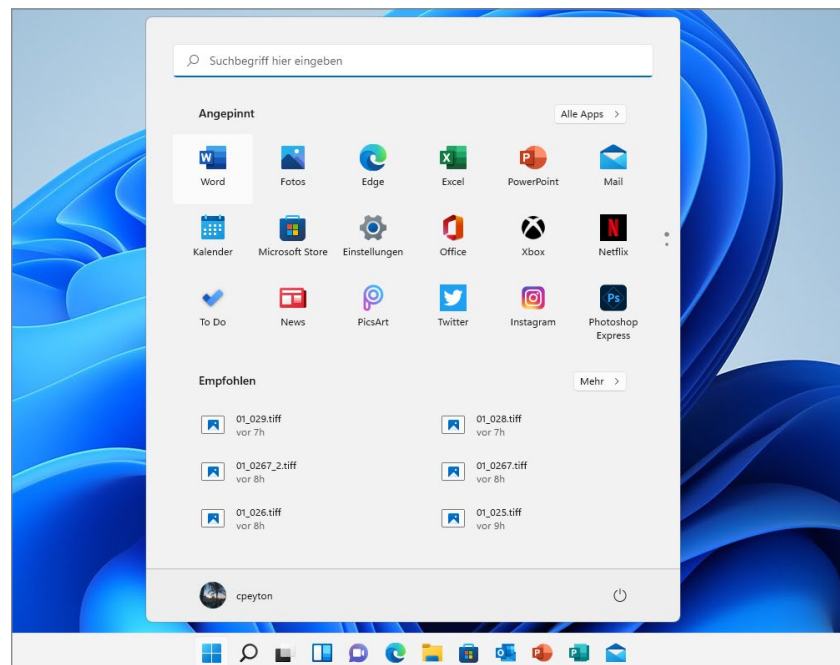 Suchbegriff hier eingeben
Angepinnt
Alle Apps >
Word Fotos Edge Excel PowerPoint Mail
Kalender Microsoft Store Einstellungen Office Xbox Netflix
To Do News PicsArt Twitter Instagram Photoshop
Express
Empfohlen
Mehr >
01_029.tiff
vor 7h
01_028.tiff
vor 7h
01_0267_2.tiff
vor 8h
01_0267.tiff
vor 8h
01_026.tiff
vor 8h
01_025.tiff
vor 9h
cpeyton